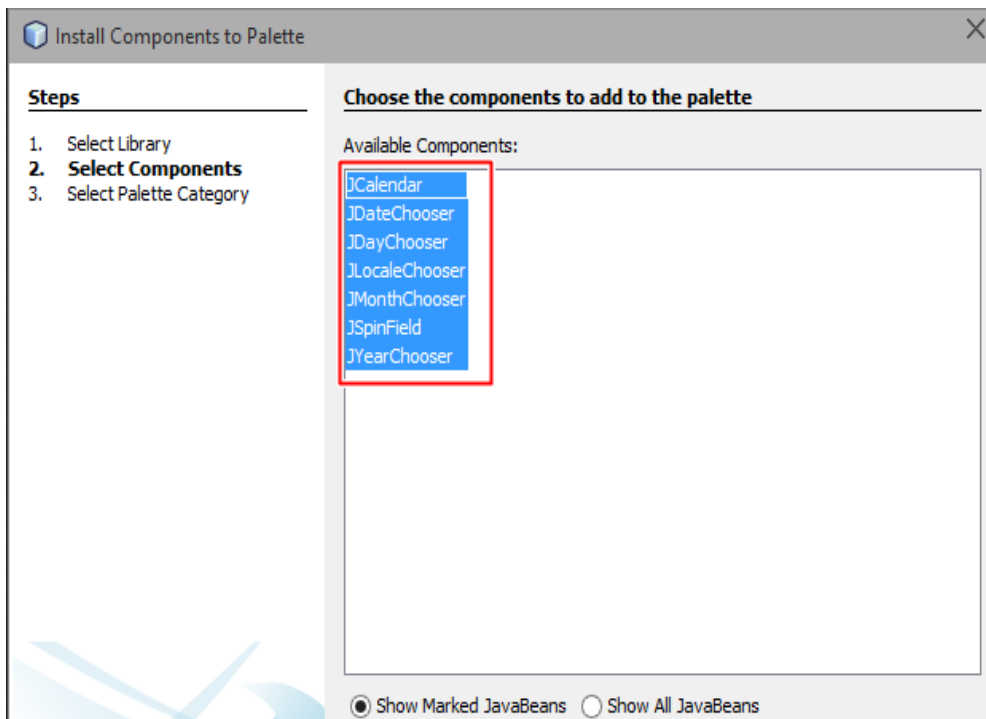 Install Components to Palette
Steps
1. Select Library
2. Select Components
3. Select Palette Category
Choose the components to add to the palette
Available Components:
JCalendar
JDateChooser
JDayChooser
JLocaleChooser
JMonthChooser
JSpinField
JYearChooser
Show Marked JavaBeans Show All JavaBeans